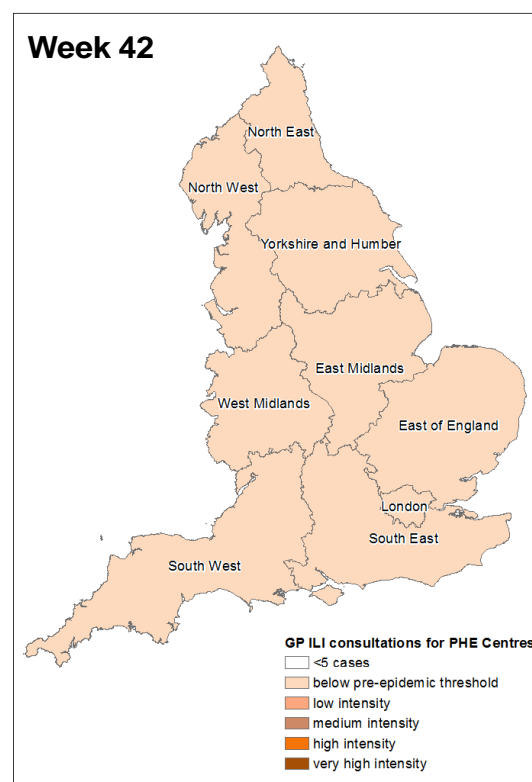 Week 42
North East
North West
Yorkshire and Humber
East Midlands
West Midlands
East of England
London
South East
South West
GP ILI consultations for PHE Centres
<5 cases
below pre-epidemic threshold
low intensity
medium intensity
high intensity
very high intensity